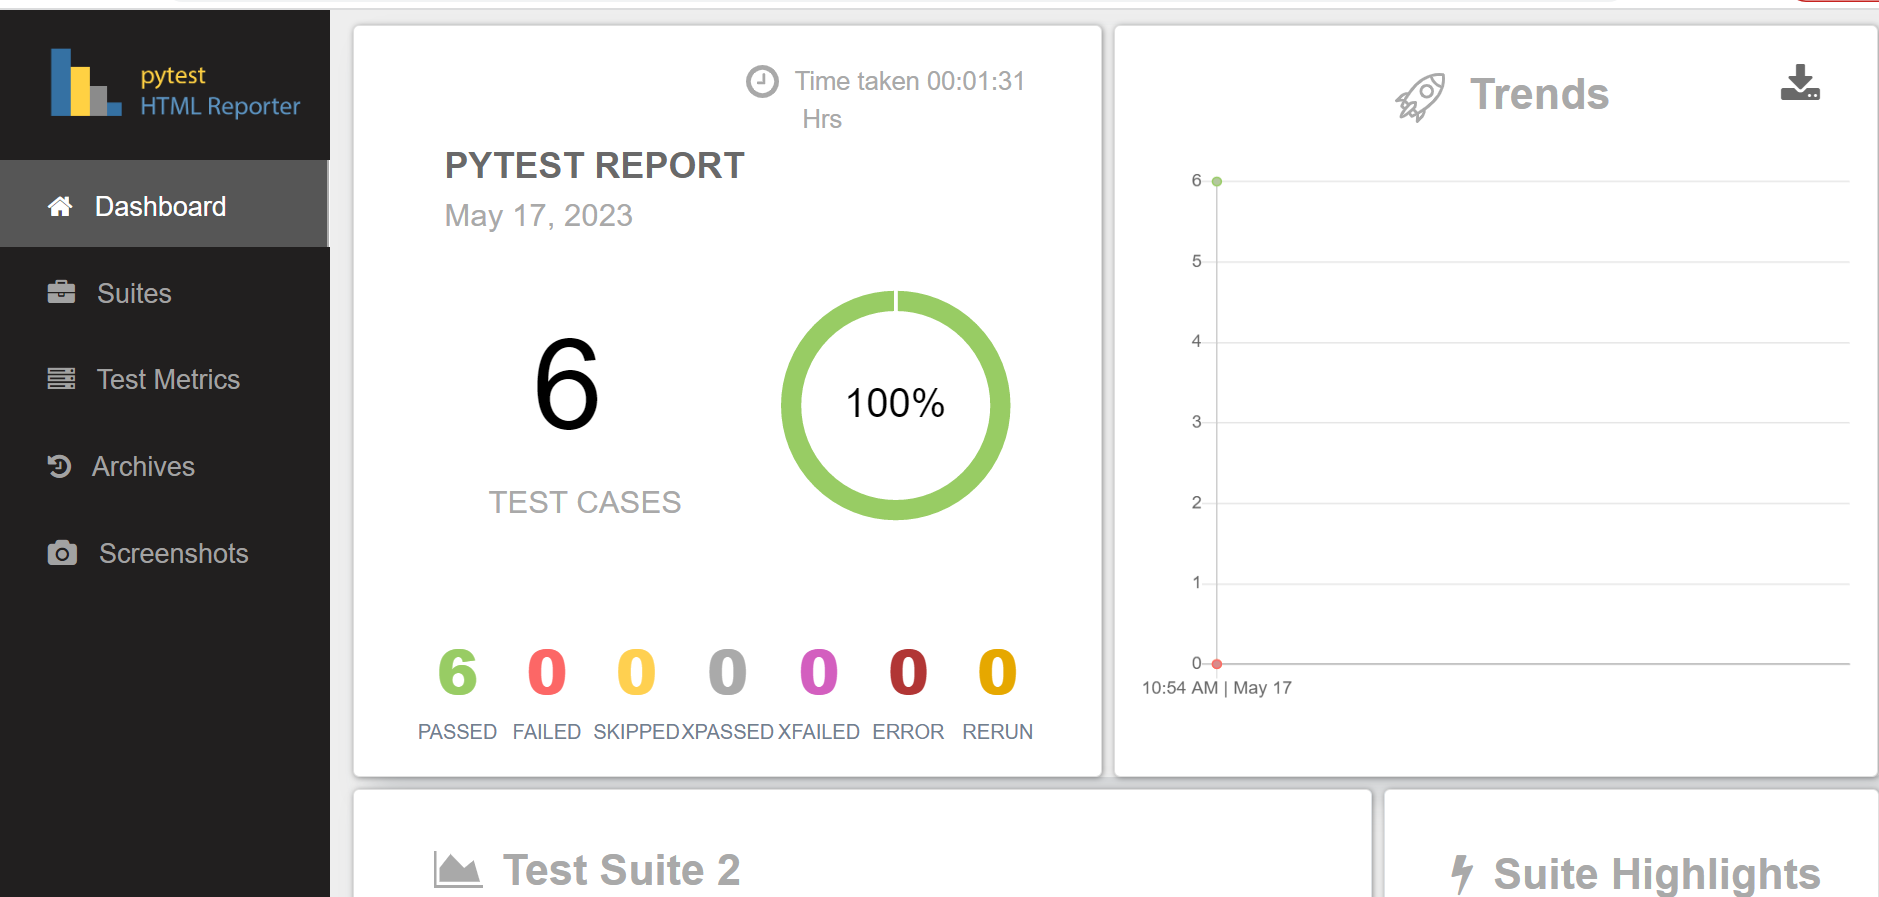 pytest
HTML Reporter
Dashboard
Suites
Test Metrics
Archives
Screenshots
Time taken 00:01:31
Hrs
PYTEST REPORT
May 17, 2023
6
TEST CASES
100%
6 0 0 0 0 0 0
PASSED FAILED SKIPPED XPASSED XFAILED ERROR RERUN
Trends
6
5
4
3
2
1
0
10:54 AM | May 17
Test Suite 2
Suite Highlights